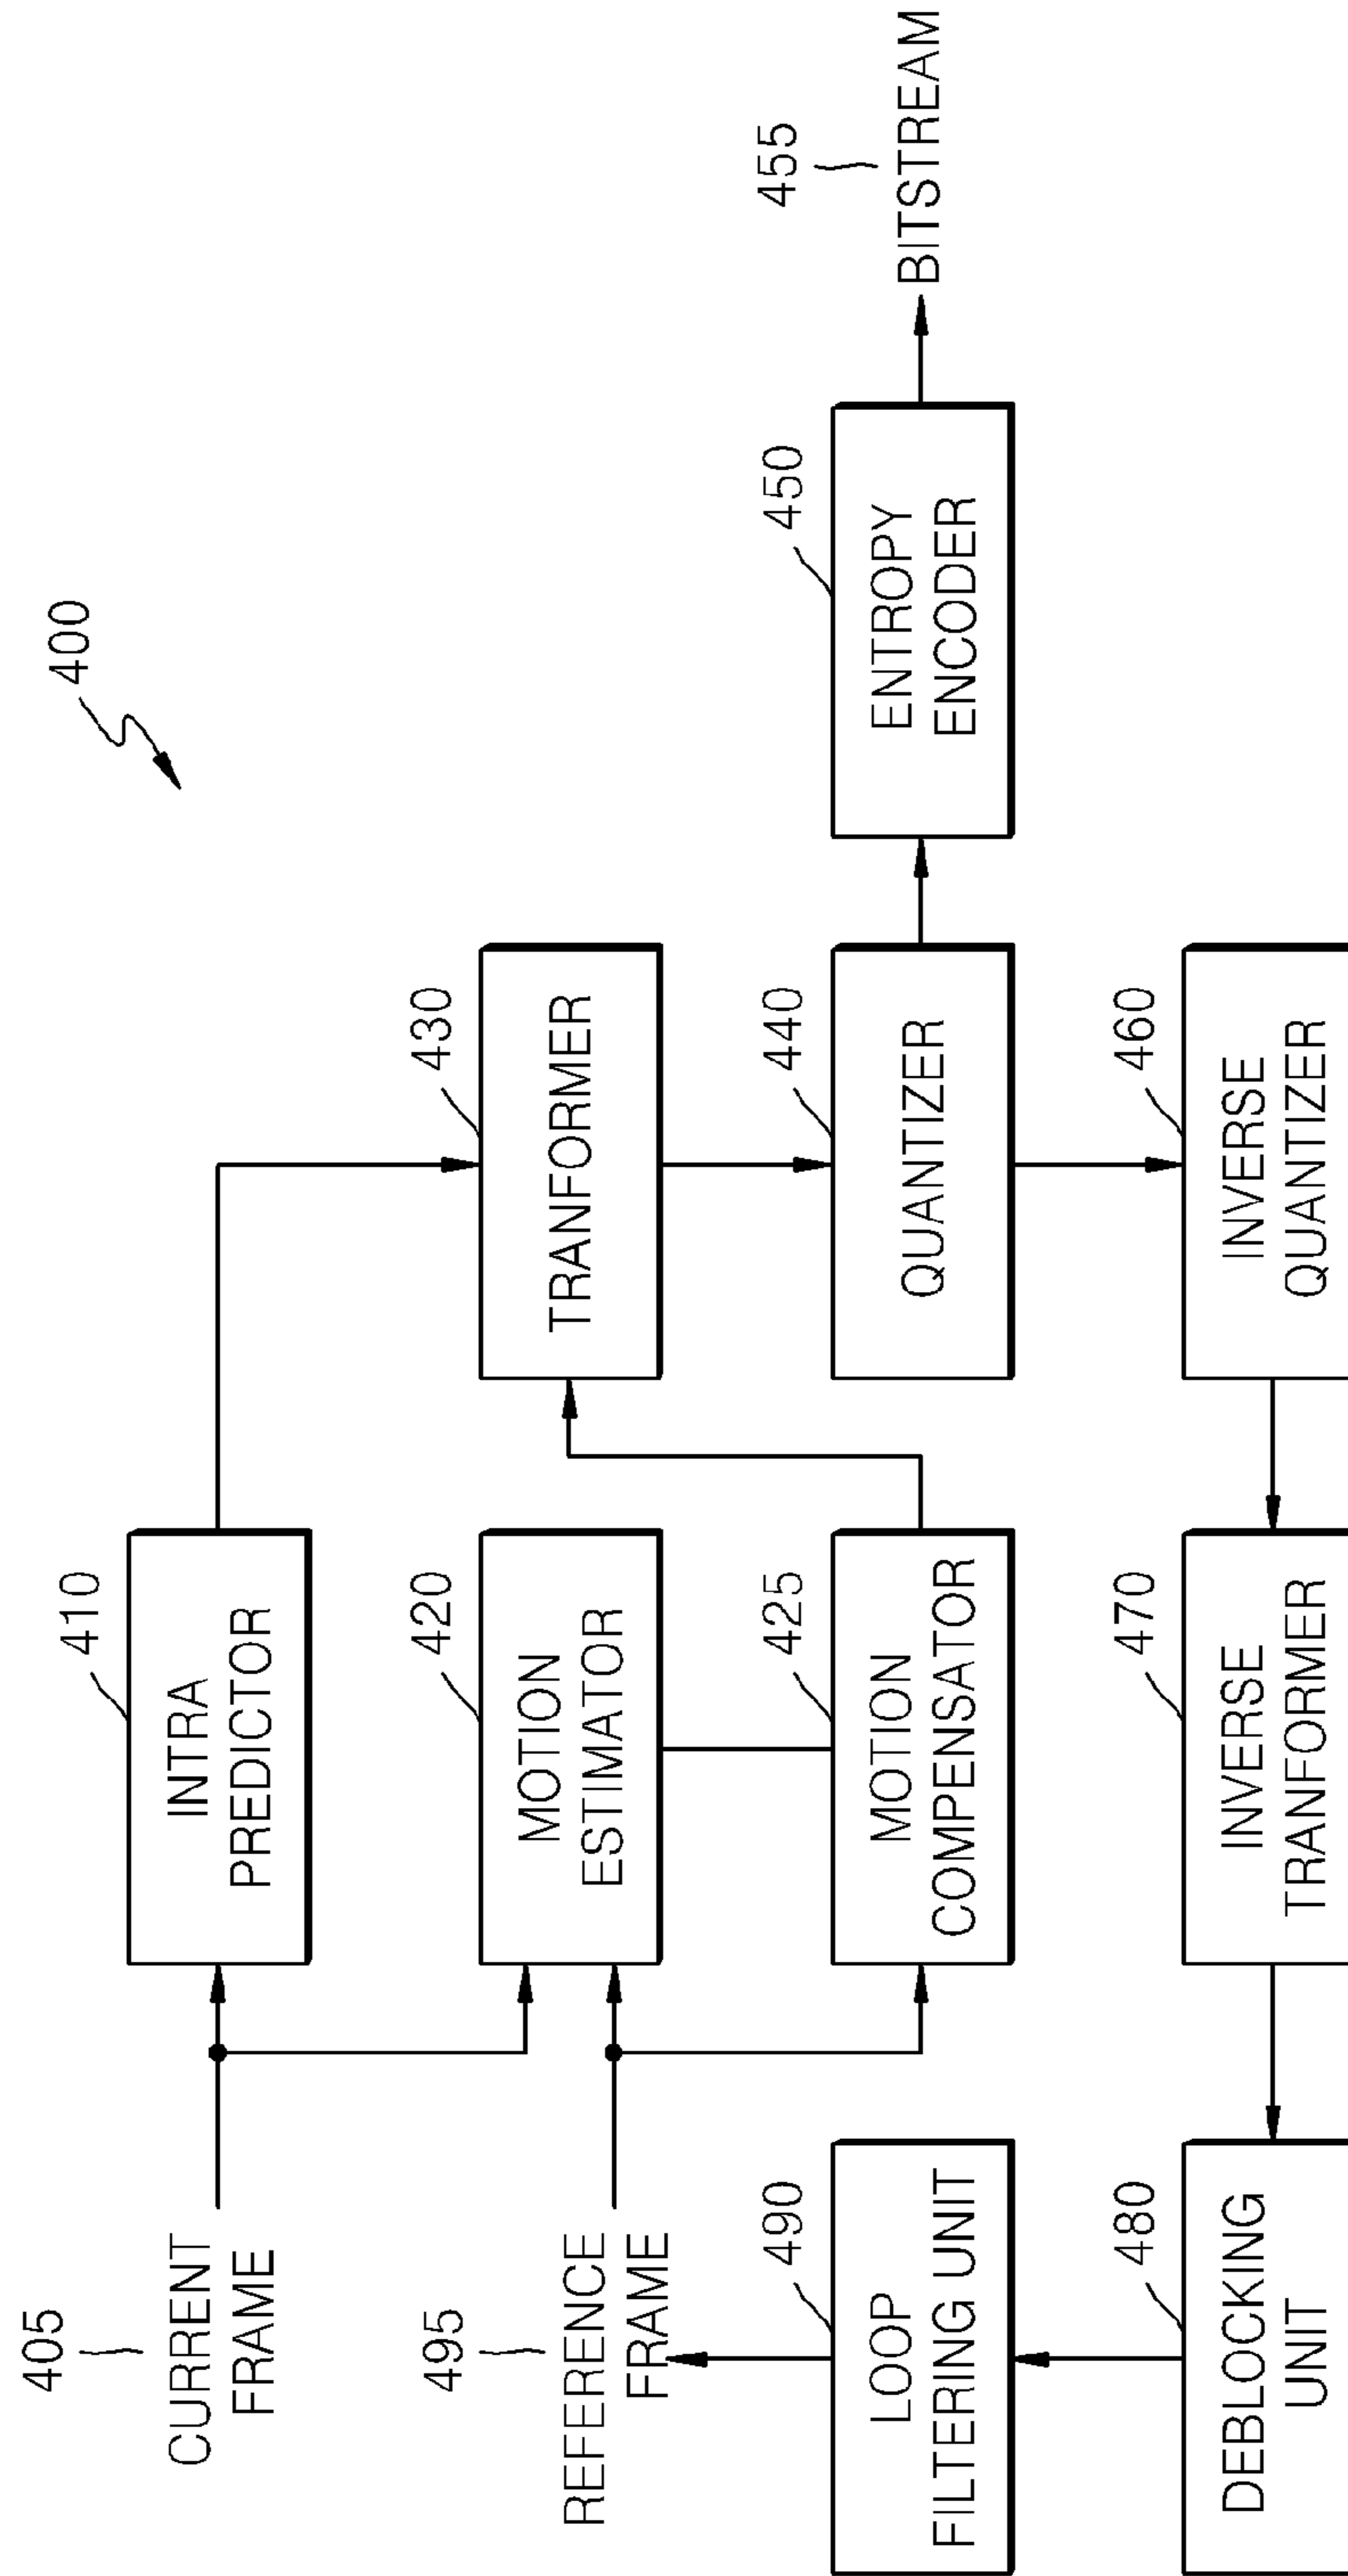 400
405
CURRENT
FRAME
410
INTRA
PREDICTOR
495
REFERENCE
FRAME
420
MOTION
ESTIMATOR
430
TRANFORMER
490
LOOP
FILTERING UNIT
425
MOTION
COMPENSATOR
440
QUANTIZER
450
ENTROPY
ENCODER
455
BITSTREAM
480
DEBLOCKING
UNIT
470
INVERSE
TRANFORMER
460
INVERSE
QUANTIZER